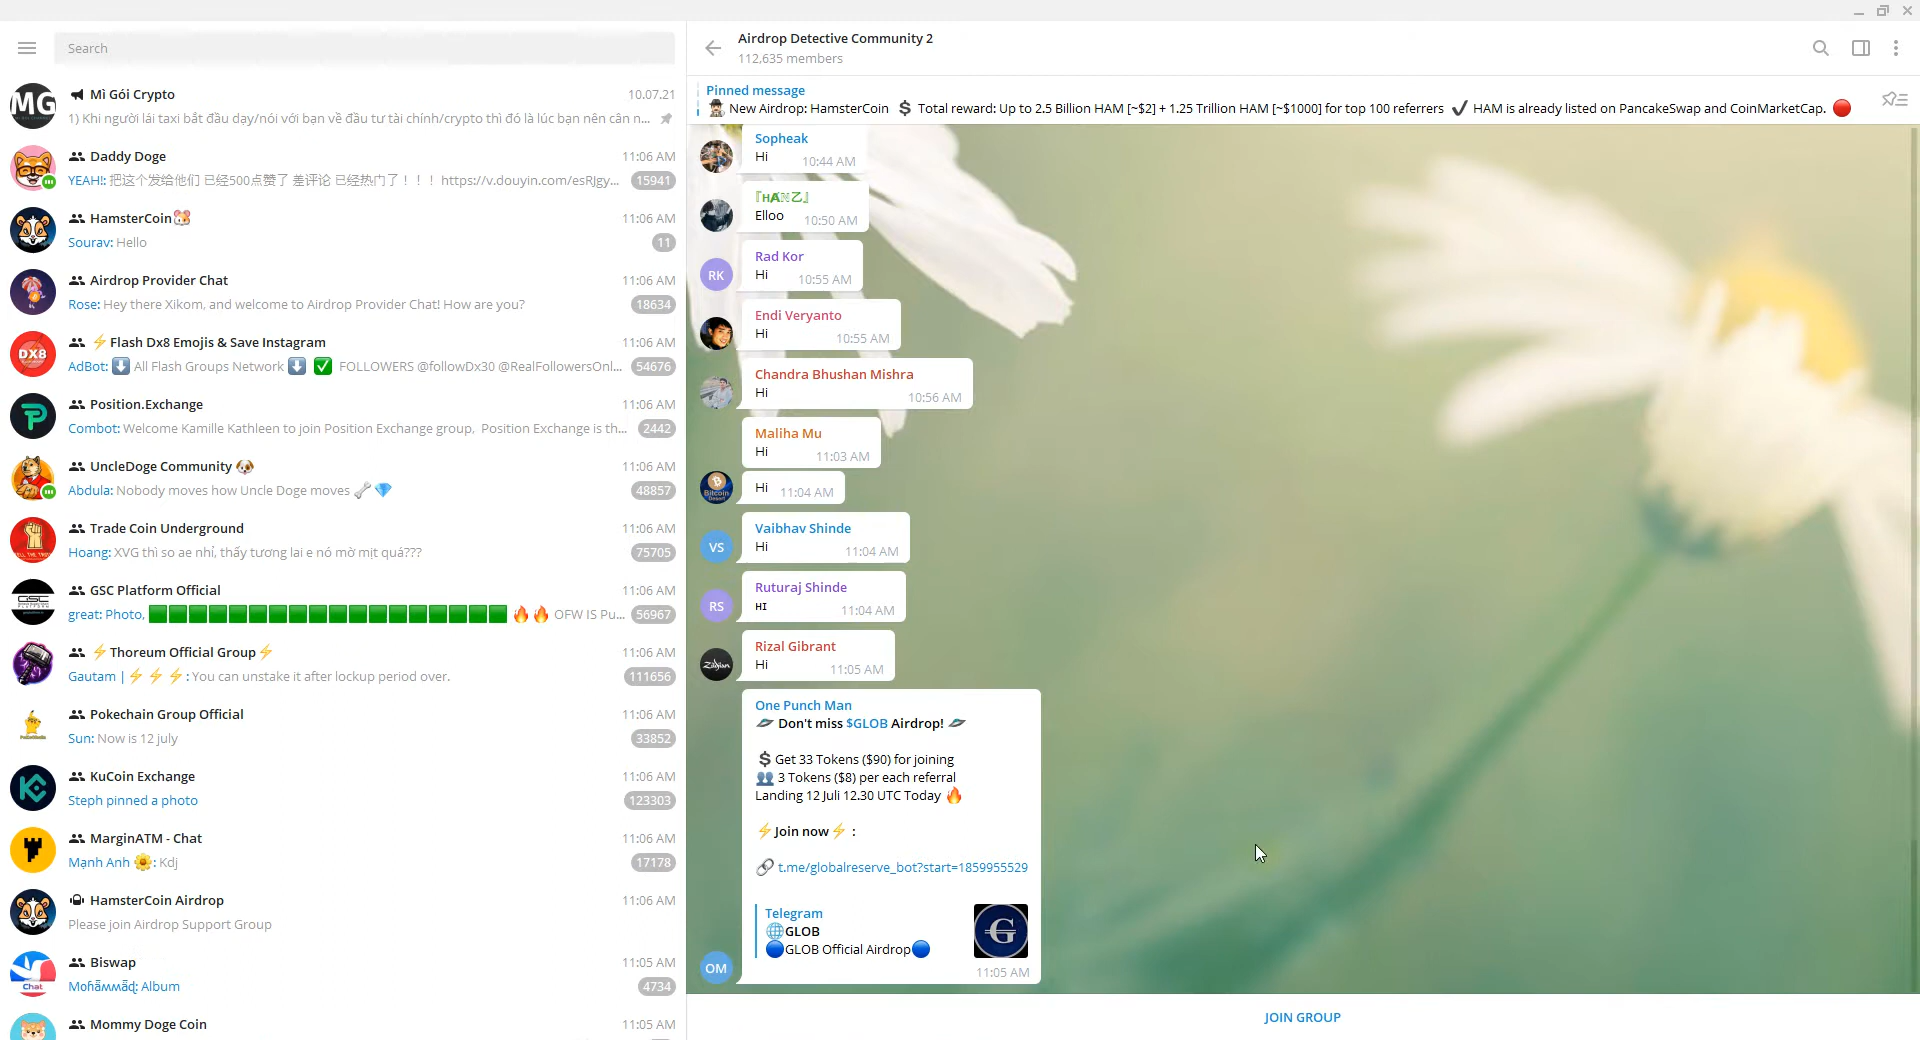 Search
MG
Mì Gói Crypto 10.07.21
1) Khi người lái taxi bắt đầu dạy/nói với bạn về đầu tư tài chính/crypto thì đó là lúc bạn nên cân n...
Daddy Doge 11:06 AM
YEAH!: 把这个发给他们 已经500点赞了 差评论 已经热门了！！！ https://v.douyin.com/esRJgy... 15941
HamsterCoin🐹 11:06 AM
Sourav: Hello 11
Airdrop Provider Chat 11:06 AM
Rose: Hey there Xikom, and welcome to Airdrop Provider Chat! How are you? 18634
DX8
⚡Flash Dx8 Emojis & Save Instagram 11:06 AM
AdBot: ⬇️ All Flash Groups Network ⬇️ ✅ FOLLOWERS @followDx30 @RealFollowersOnl... 54676
Position.Exchange 11:06 AM
Combot: Welcome Kamille Kathleen to join Position Exchange group, Position Exchange is th... 2442
UncleDoge Community 🐶 11:06 AM
Abdula: Nobody moves how Uncle Doge moves 🦴💎 48857
Trade Coin Underground 11:06 AM
Hoang: XVG thì so ae nhỉ, thấy tương lai e nó mờ mịt quá??? 75705
GSC Platform Official 11:06 AM
great: Photo, 🟩🟩🟩🟩🟩🟩🟩🟩🟩🟩🟩🟩🟩🟩🟩🟩🟩🟩 🔥🔥 OFW IS Pu... 56967
⚡Thoreum Official Group⚡ 11:06 AM
Gautam | ⚡⚡⚡: You can unstake it after lockup period over. 111656
Pokechain Group Official 11:06 AM
Sun: Now is 12 july 33852
KuCoin Exchange 11:06 AM
Steph pinned a photo 123303
MarginATM - Chat 11:06 AM
Mạnh Anh 🌼: Kdj 17178
HamsterCoin Airdrop 11:06 AM
Please join Airdrop Support Group
Chat
Biswap 11:05 AM
Mohammad: Album 4734
Mommy Doge Coin 11:05 AM
Airdrop Detective Community 2
112,635 members
Pinned message
🕵️ New Airdrop: HamsterCoin 💲 Total reward: Up to 2.5 Billion HAM [~$2] + 1.25 Trillion HAM [~$1000] for top 100 referrers ✔️ HAM is already listed on PancakeSwap and CoinMarketCap. 🔴
Sopheak
Hi 10:44 AM
『HANZ』
Elloo 10:50 AM
Rad Kor
RK
Hi 10:55 AM
Endi Veryanto
Hi 10:55 AM
Chandra Bhushan Mishra
Hi 10:56 AM
Maliha Mu
Hi 11:03 AM
Bitcoin
Hi 11:04 AM
Vaibhav Shinde
VS
Hi 11:04 AM
Ruturaj Shinde
RS
ʜɪ 11:04 AM
Rizal Gibrant
Hi 11:05 AM
One Punch Man
Don't miss $GLOB Airdrop!
💲 Get 33 Tokens ($90) for joining
👥 3 Tokens ($8) per each referral
Landing 12 Juli 12.30 UTC Today 🔥
⚡Join now⚡ :
🔗 t.me/globalreserve_bot?start=1859955529
Telegram
🌐GLOB
🔵GLOB Official Airdrop🔵
G
OM
11:05 AM
JOIN GROUP